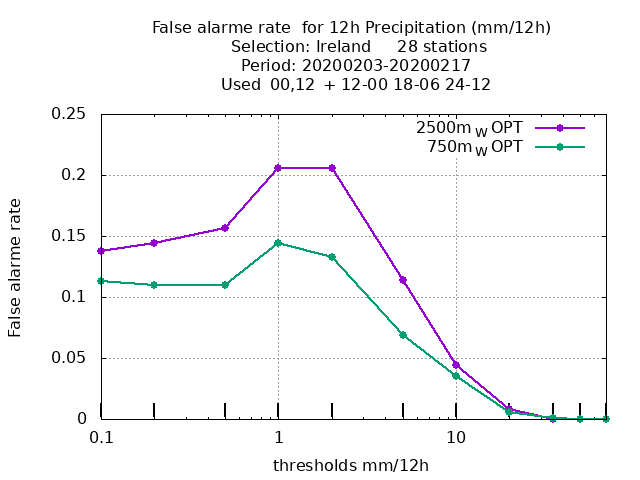 False alarme rate  for 12h Precipitation (mm/12h)
Selection: Ireland     28 stations
Period: 20200203-20200217
Used  00,12  + 12-00 18-06 24-12
2500m W OPT
750m W OPT
False alarme rate
0.25
0.2
0.15
0.1
0.05
0
0.1 1 10
thresholds mm/12h